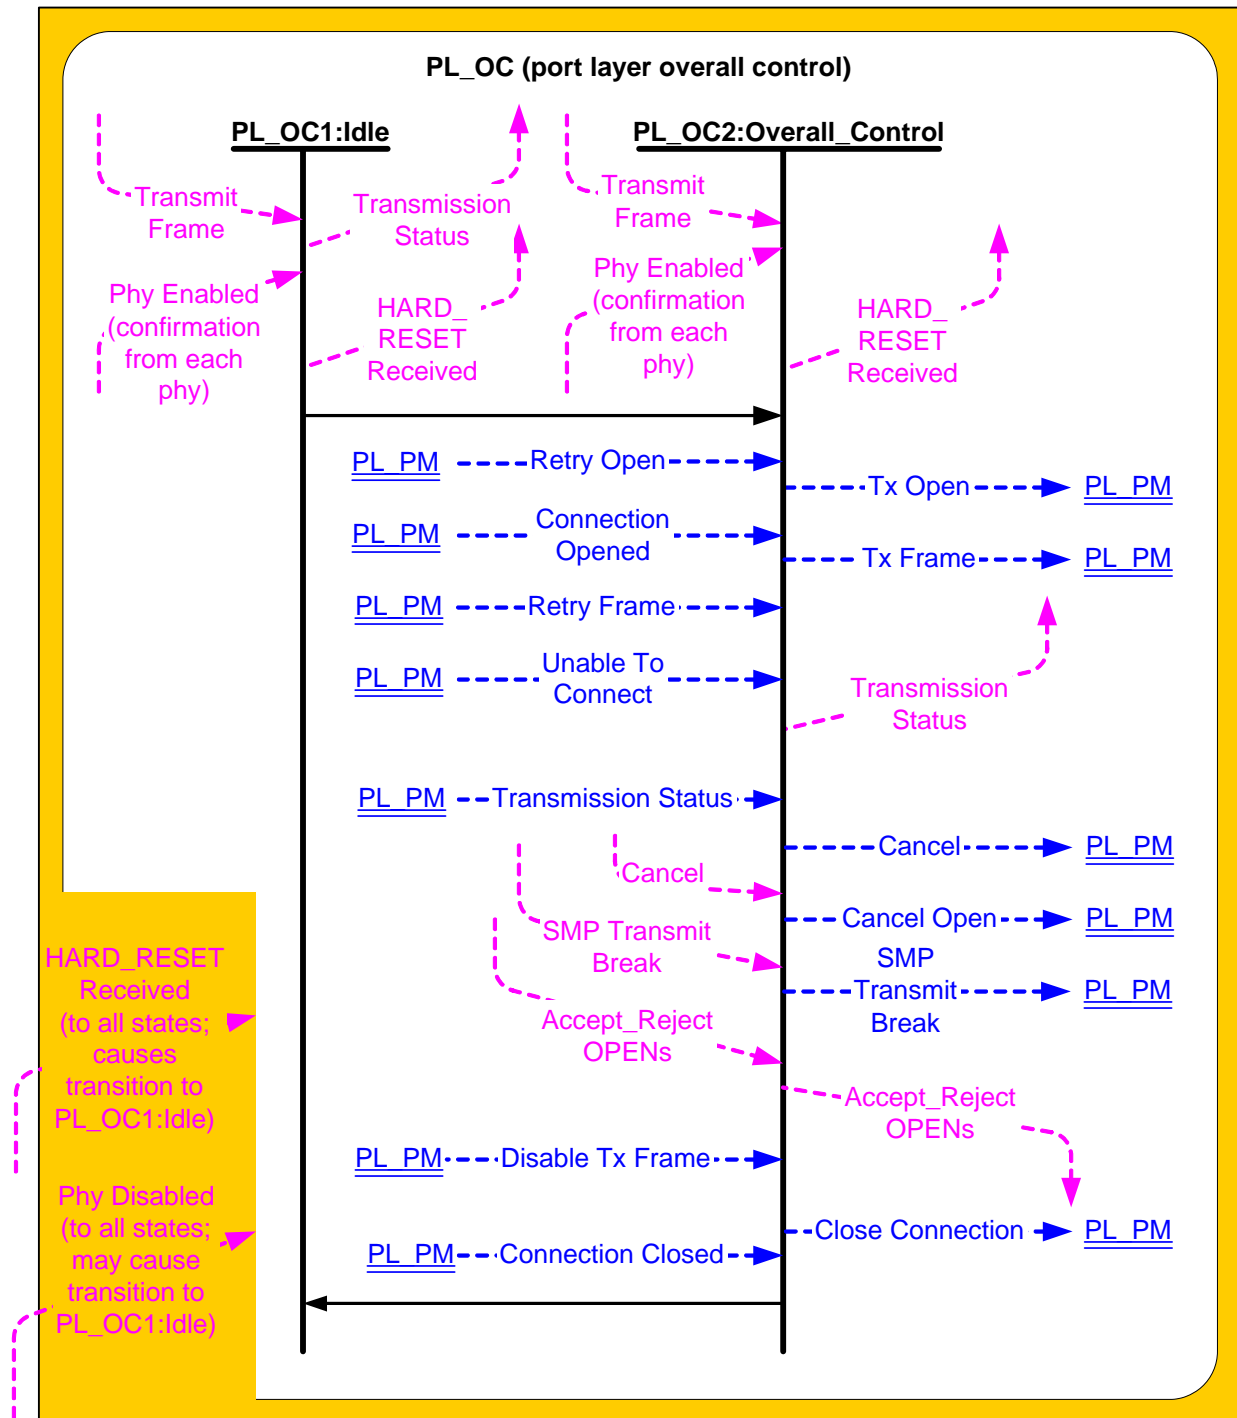 PL_OC (port layer overall control)
PL_OC1:Idle
PL_OC2:Overall_Control
Transmit
Frame
Transmission
Status
Transmit
Frame
Phy Enabled
(confirmation
from each
phy)
HARD_
RESET
Received
Phy Enabled
(confirmation
from each
phy)
HARD_
RESET
Received
PL_PM
Retry Open
Tx Open
PL_PM
PL_PM
Connection
Opened
Tx Frame
PL_PM
PL_PM
Retry Frame
PL_PM
Unable To
Connect
Transmission
Status
PL_PM
Transmission Status
Cancel
PL_PM
Cancel
Cancel Open
PL_PM
SMP Transmit
Break
SMP
Transmit
Break
PL_PM
HARD_RESET
Received
(to all states;
causes
transition to
PL_OC1:Idle)
Accept_Reject
OPENs
Accept_Reject
OPENs
PL_PM
Disable Tx Frame
Phy Disabled
(to all states;
may cause
transition to
PL_OC1:Idle)
Close Connection
PL_PM
PL_PM
Connection Closed